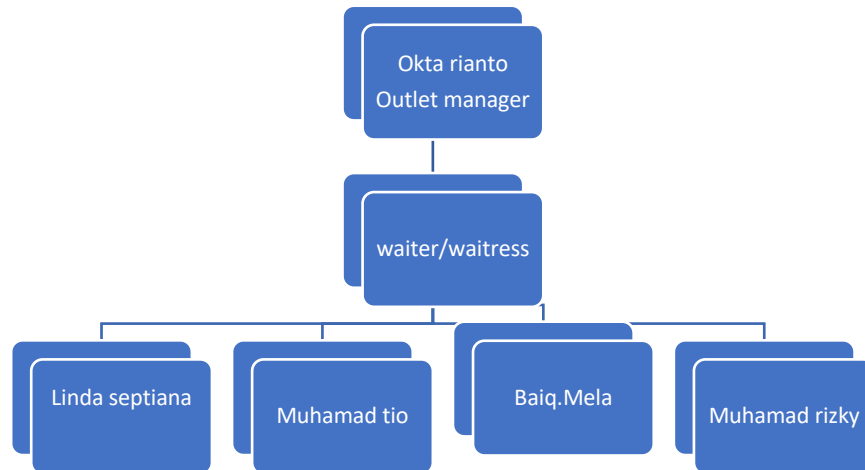 Okta rianto
Outlet manager
waiter/waitress
Linda septiana
Muhamad tio
Baiq.Mela
Muhamad rizky